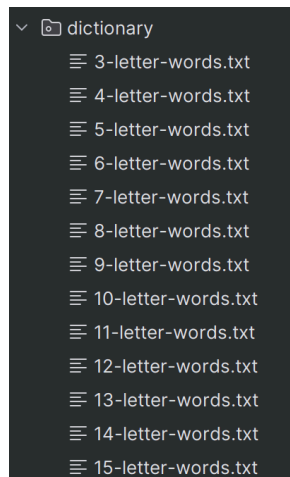 dictionary
3-letter-words.txt
4-letter-words.txt
5-letter-words.txt
6-letter-words.txt
7-letter-words.txt
8-letter-words.txt
9-letter-words.txt
10-letter-words.txt
11-letter-words.txt
12-letter-words.txt
13-letter-words.txt
14-letter-words.txt
15-letter-words.txt